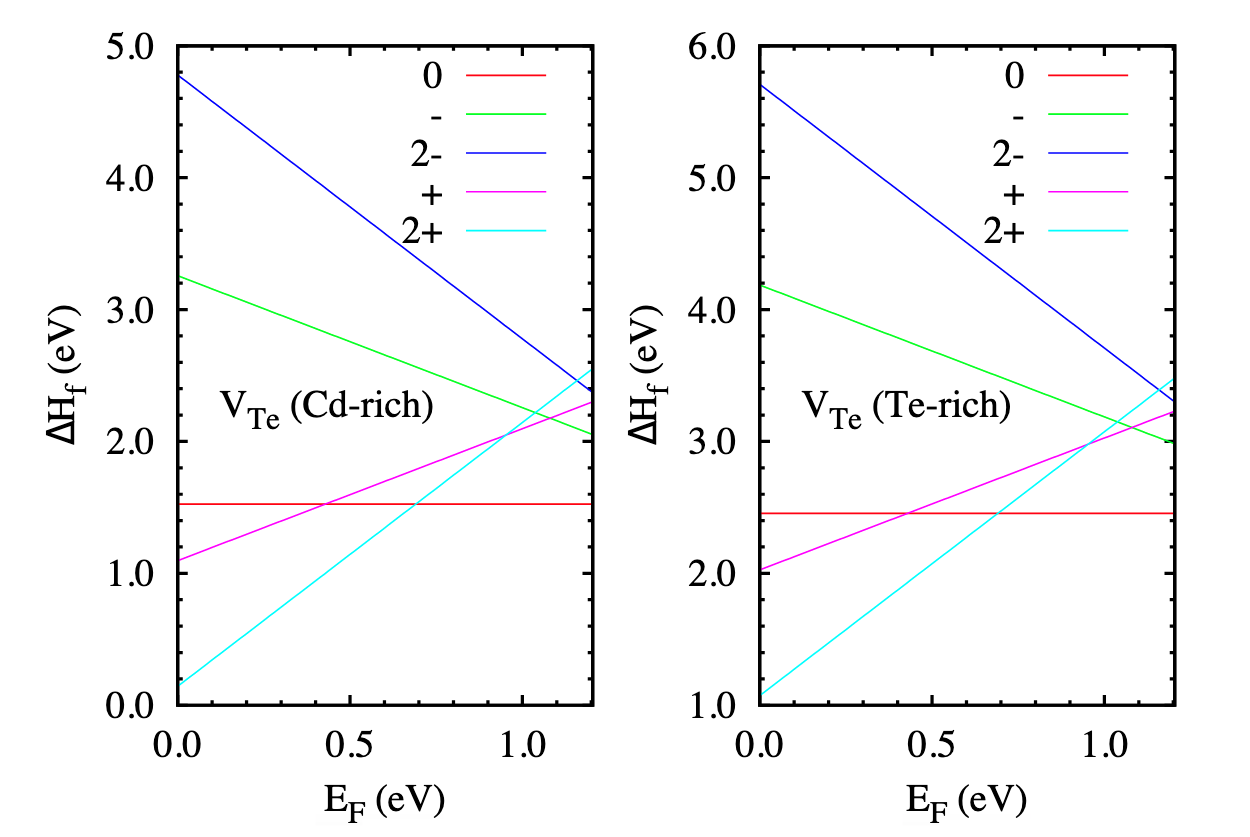 5.0
4.0
3.0
2.0
1.0
0.0
ΔH_f (eV)
0
-
2-
+
2+
V_Te (Cd-rich)
0.0 0.5 1.0
E_F (eV)
6.0
5.0
4.0
3.0
2.0
1.0
ΔH_f (eV)
0
-
2-
+
2+
V_Te (Te-rich)
0.0 0.5 1.0
E_F (eV)